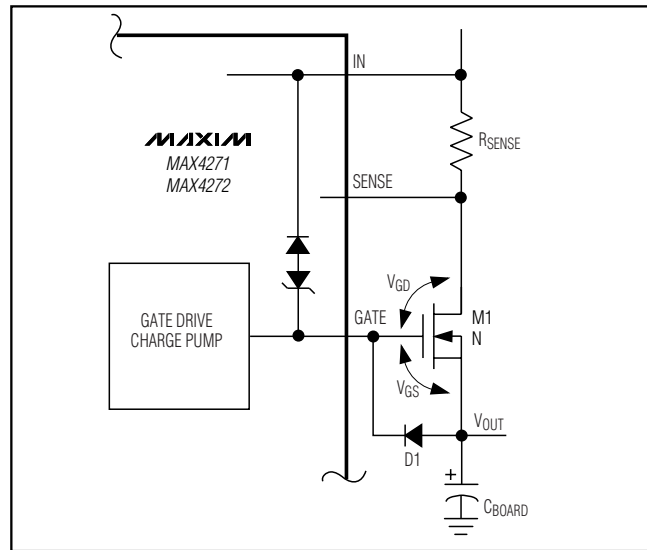 IN
MAXIM
MAX4271
MAX4272
RSENSE
SENSE
VGD
GATE DRIVE
CHARGE PUMP
GATE
M1
N
VGS
VOUT
D1
+
CBOARD